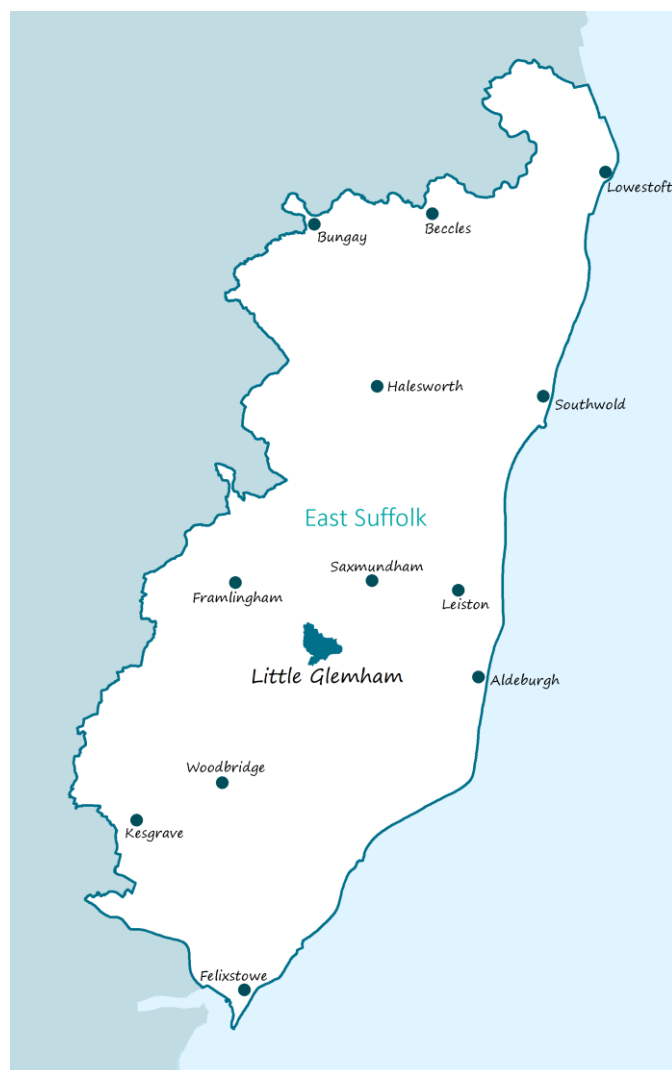 Lowestoft
Beccles
Bungay
Halesworth
Southwold
East Suffolk
Saxmundham
Framlingham
Leiston
Little Glemham
Aldeburgh
Woodbridge
Kesgrave
Felixstowe